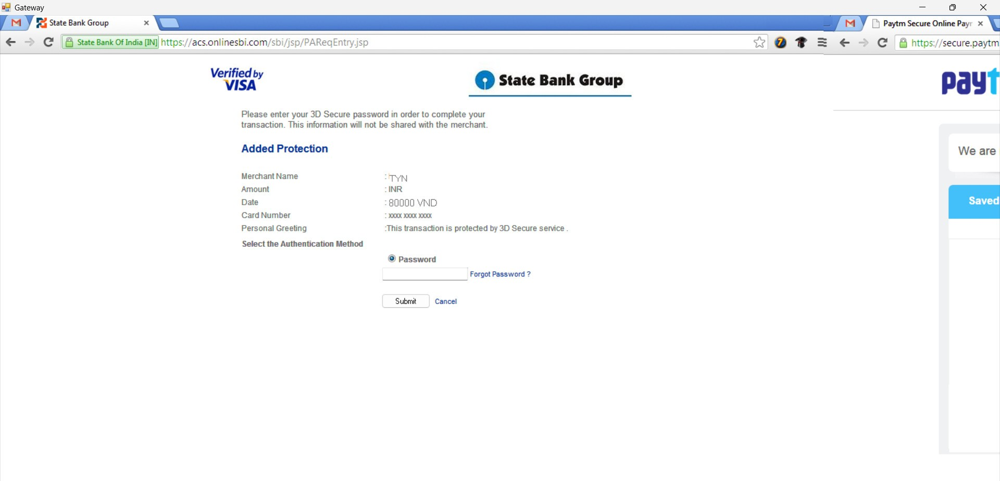 Gateway
State Bank Group
Paytm Secure Online Payr
State Bank Of India [IN] https://acs.onlinesbi.com/sbi/jsp/PAReqEntry.jsp
https://secure.paytm
Verified by
VISA
State Bank Group
payt
Please enter your 3D Secure password in order to complete your
transaction. This information will not be shared with the merchant.
Added Protection
We are
Merchant Name : TYN
Amount : INR
Date : 80000 VND
Saved
Card Number : xxxx xxxx xxxx
Personal Greeting :This transaction is protected by 3D Secure service .
Select the Authentication Method
Password
Forgot Password ?
Submit Cancel